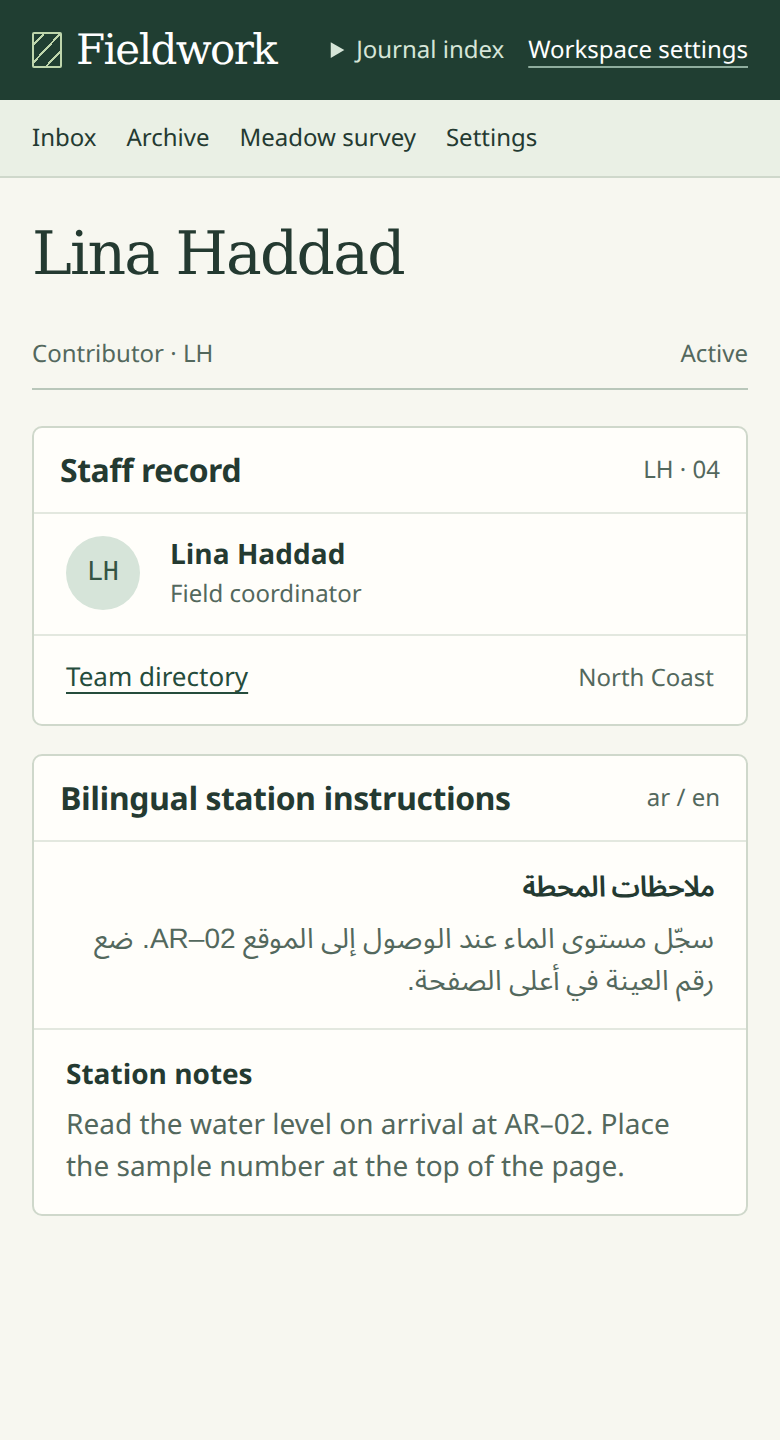 Fieldwork
▶ Journal index
Workspace settings
Inbox
Archive
Meadow survey
Settings
Lina Haddad
Contributor · LH
Active
Staff record
LH · 04
LH
Lina Haddad
Field coordinator
Team directory
North Coast
Bilingual station instructions
ar / en
ملاحظات المحطة
سجّل مستوى الماء عند الوصول إلى الموقع AR–02. ضع
رقم العينة في أعلى الصفحة.
Station notes
Read the water level on arrival at AR–02. Place
the sample number at the top of the page.